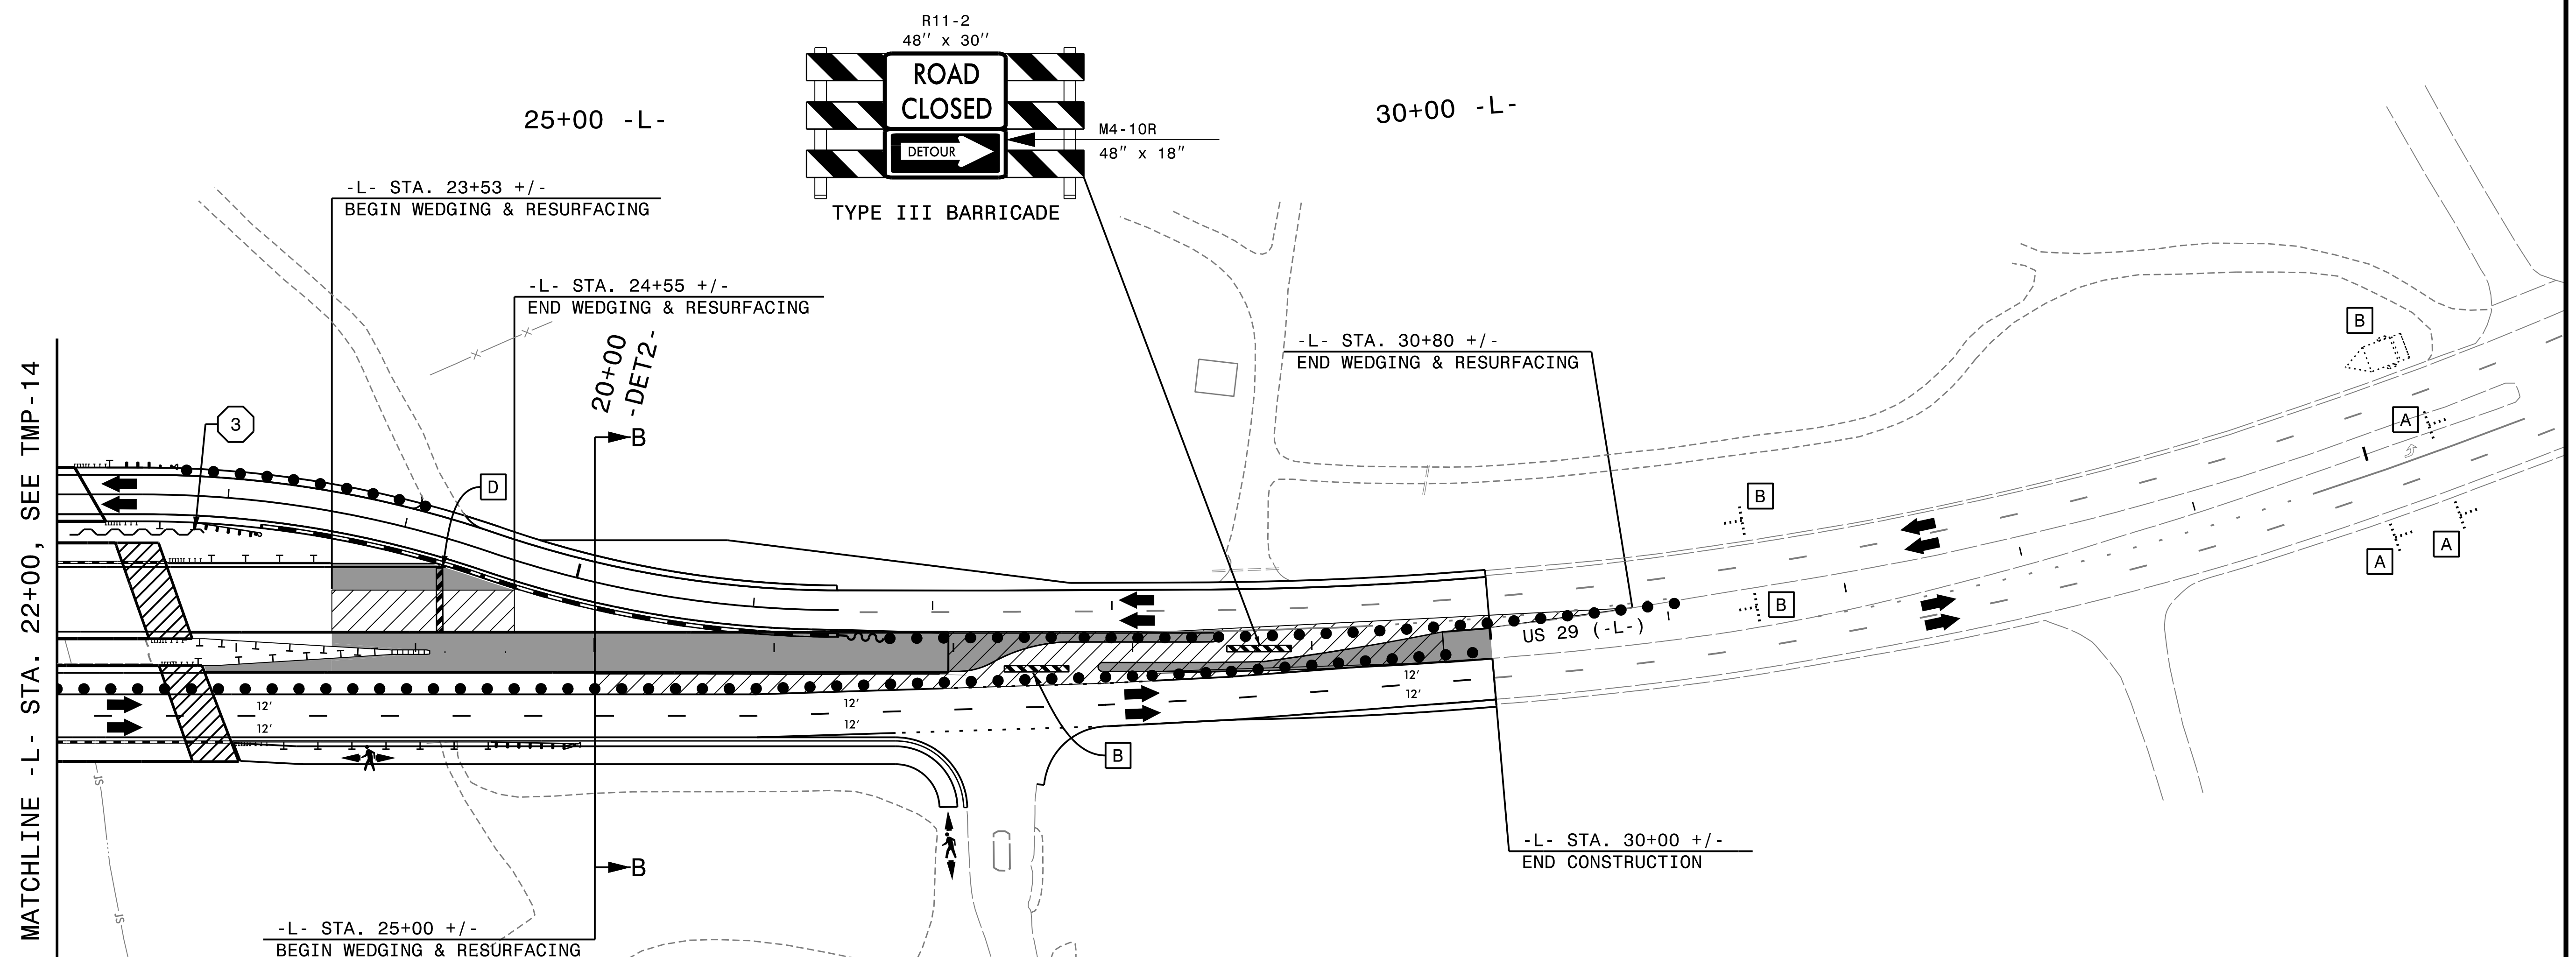 R11-2
48" x 30"
ROAD
CLOSED
DETOUR
M4-10R
48" x 18"
TYPE III BARRICADE
25+00 -L-
30+00 -L-
-L- STA. 23+53 +/-
BEGIN WEDGING & RESURFACING
-L- STA. 24+55 +/-
END WEDGING & RESURFACING
20+00
-DET2-
-L- STA. 30+80 +/-
END WEDGING & RESURFACING
MATCHLINE -L- STA. 22+00, SEE TMP-14
3
D
B
B
B
B
A
A
A
US 29 (-L-)
12'
12'
12'
12'
12'
12'
B
B
JS
JS
-L- STA. 30+00 +/-
END CONSTRUCTION
-L- STA. 25+00 +/-
BEGIN WEDGING & RESURFACING